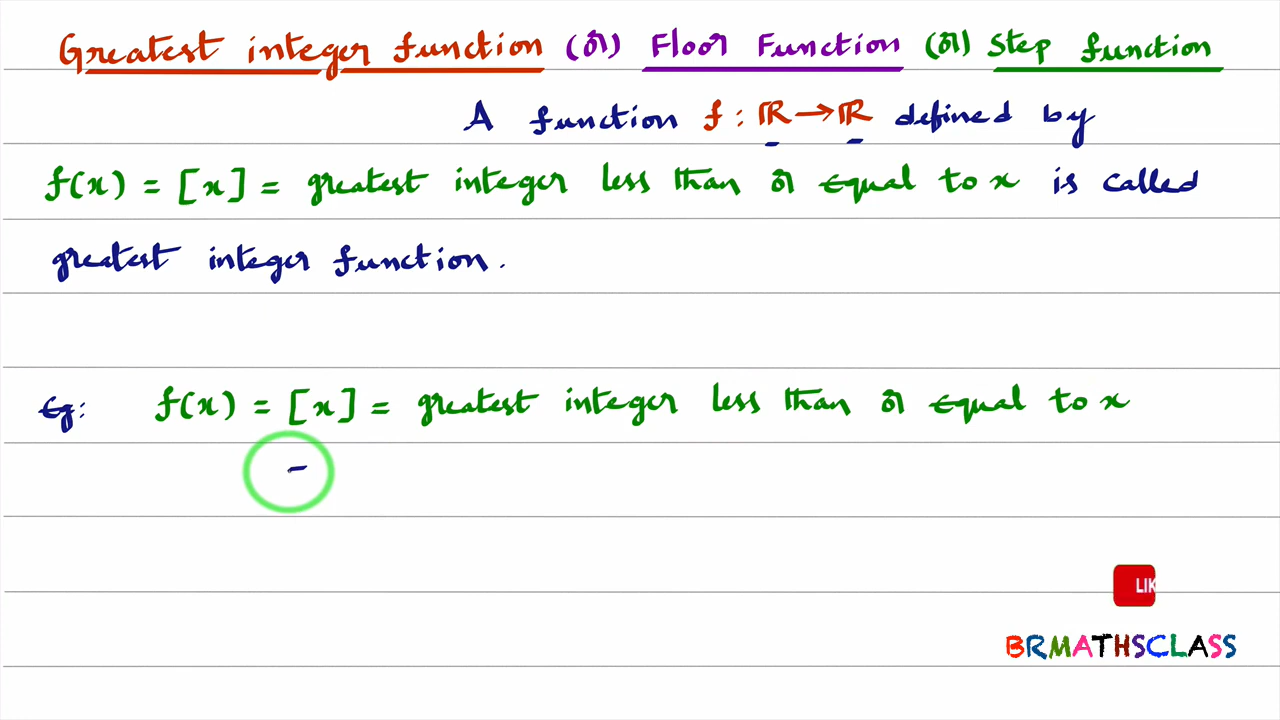 Greatest integer function (or) Floor Function (or) Step function
A function f : ℝ→ℝ defined by
f(x) = [x] = greatest integer less than or equal to x is called
greatest integer function.
Eg: f(x) = [x] = greatest integer less than or equal to x
LIK
BRMATHSCLASS